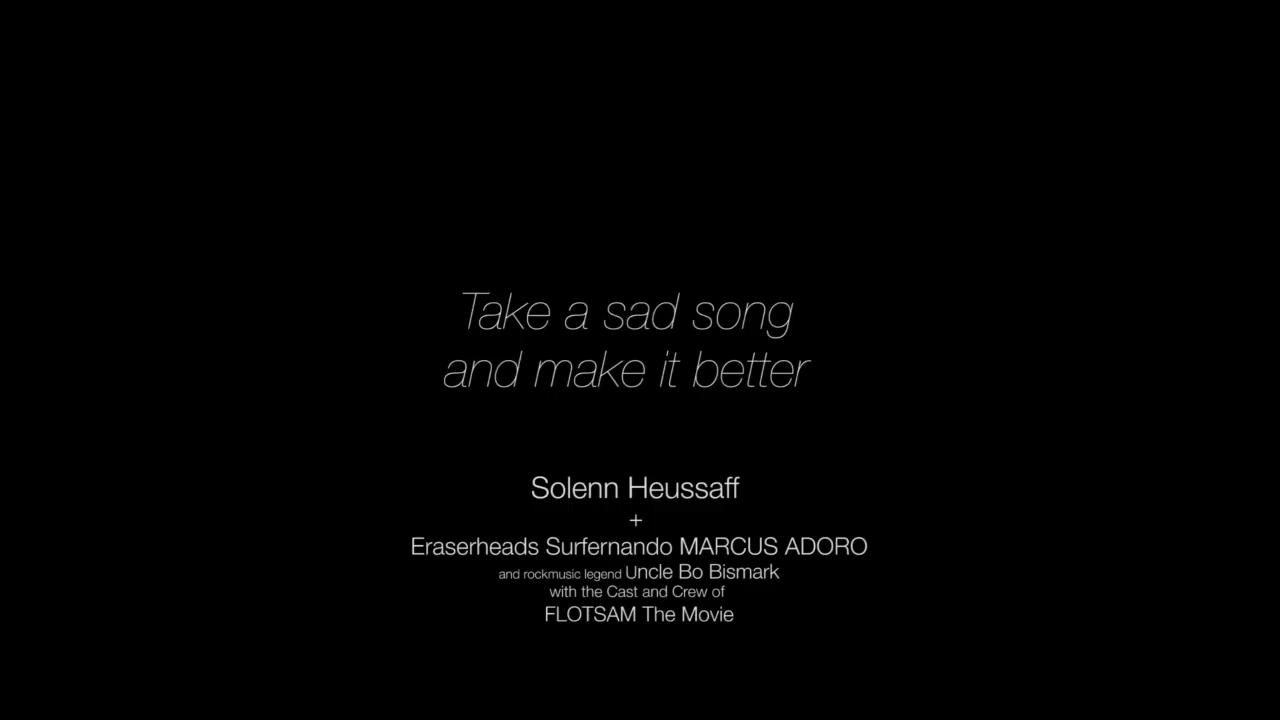 Take a sad song
and make it better
Solenn Heussaff
+
Eraserheads Surfernando MARCUS ADORO
and rockmusic legend Uncle Bo Bismark
with the Cast and Crew of
FLOTSAM The Movie